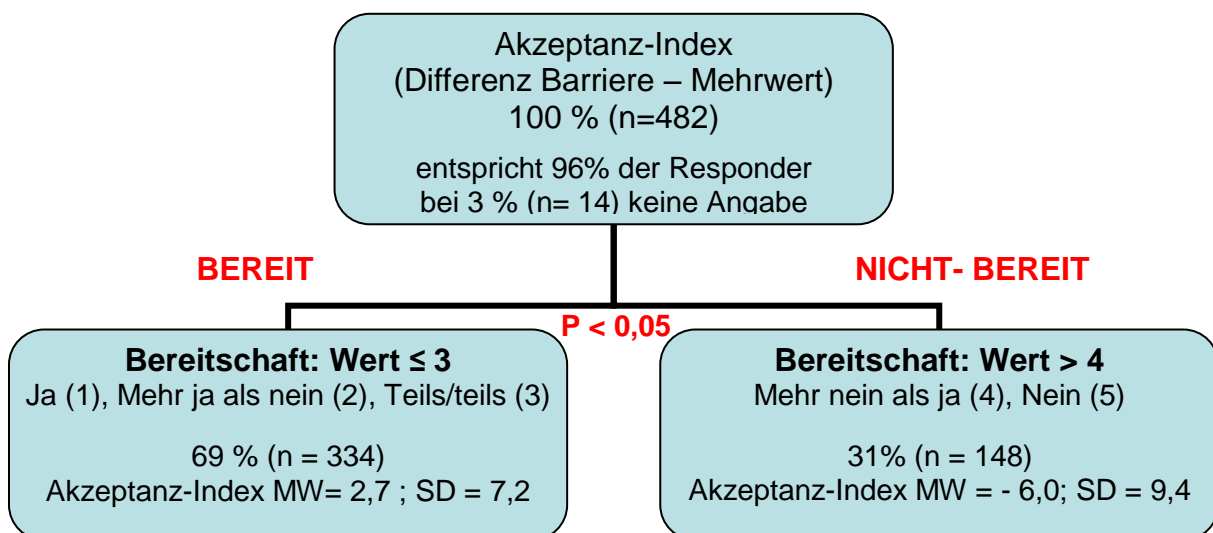 Akzeptanz-Index
(Differenz Barriere – Mehrwert)
100 % (n=482)
entspricht 96% der Responder
bei 3 % (n= 14) keine Angabe
BEREIT
NICHT- BEREIT
P < 0,05
Bereitschaft: Wert ≤ 3
Ja (1), Mehr ja als nein (2), Teils/teils (3)
69 % (n = 334)
Akzeptanz-Index MW= 2,7 ; SD = 7,2
Bereitschaft: Wert > 4
Mehr nein als ja (4), Nein (5)
31% (n = 148)
Akzeptanz-Index MW = - 6,0; SD = 9,4